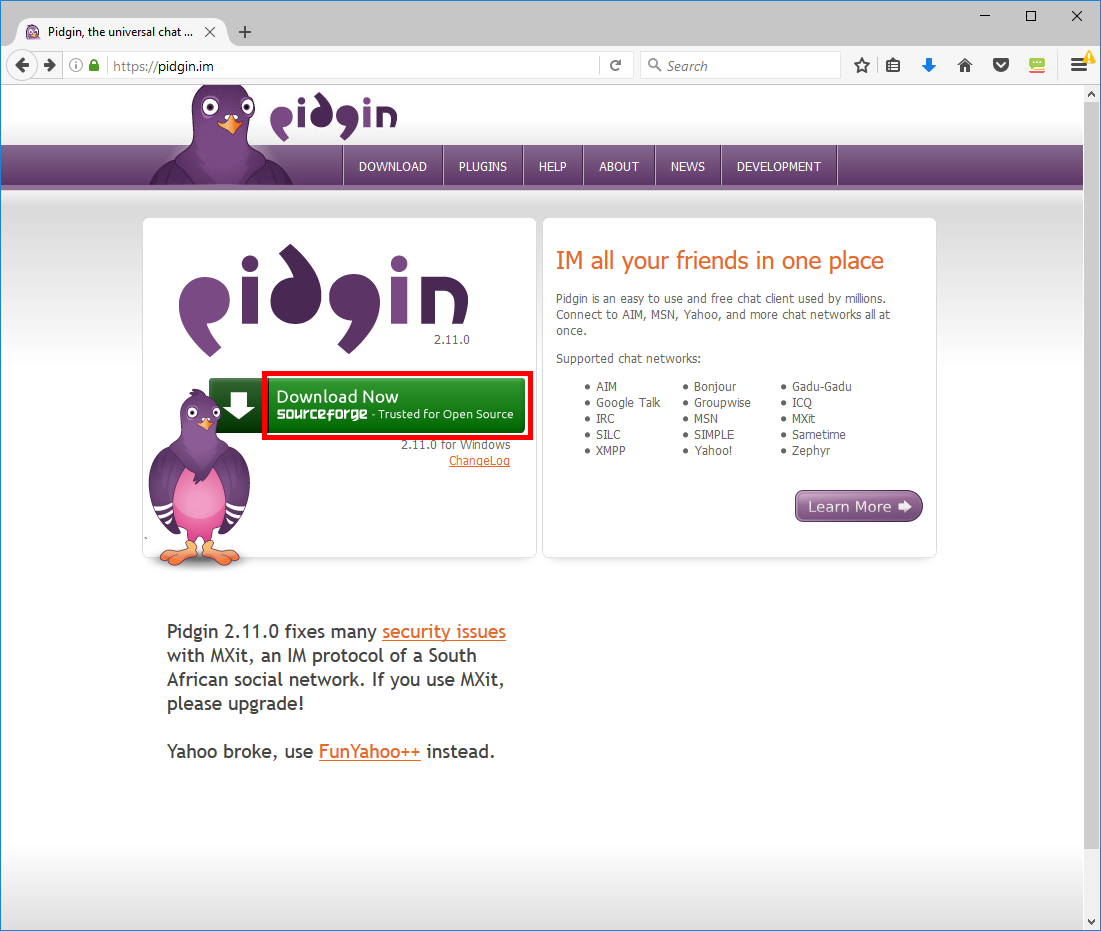 Pidgin, the universal chat ...
https://pidgin.im
Search
pidgin
DOWNLOAD
PLUGINS
HELP
ABOUT
NEWS
DEVELOPMENT
pidgin
2.11.0
Download Now
sourceforge - Trusted for Open Source
2.11.0 for Windows
ChangeLog
`
IM all your friends in one place
Pidgin is an easy to use and free chat client used by millions.
Connect to AIM, MSN, Yahoo, and more chat networks all at
once.
Supported chat networks:
AIM
Google Talk
IRC
SILC
XMPP
Bonjour
Groupwise
MSN
SIMPLE
Yahoo!
Gadu-Gadu
ICQ
MXit
Sametime
Zephyr
Learn More
Pidgin 2.11.0 fixes many security issues
with MXit, an IM protocol of a South
African social network. If you use MXit,
please upgrade!
Yahoo broke, use FunYahoo++ instead.